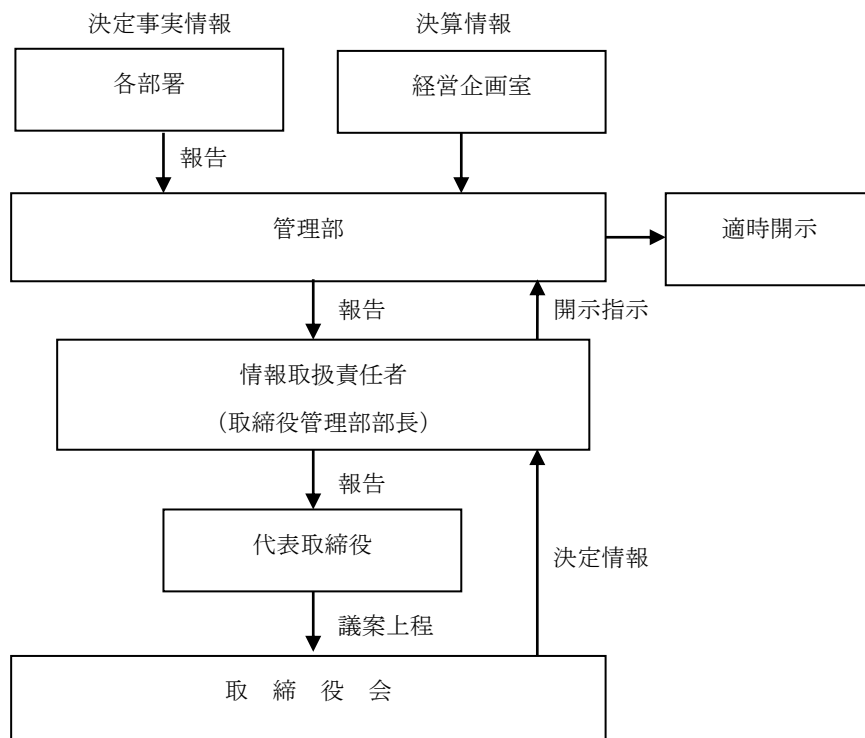 決定事実情報
決算情報
各部署
経営企画室
報告
管理部
適時開示
報告
開示指示
情報取扱責任者
（取締役管理部部長）
報告
代表取締役
決定情報
議案上程
取　締　役　会